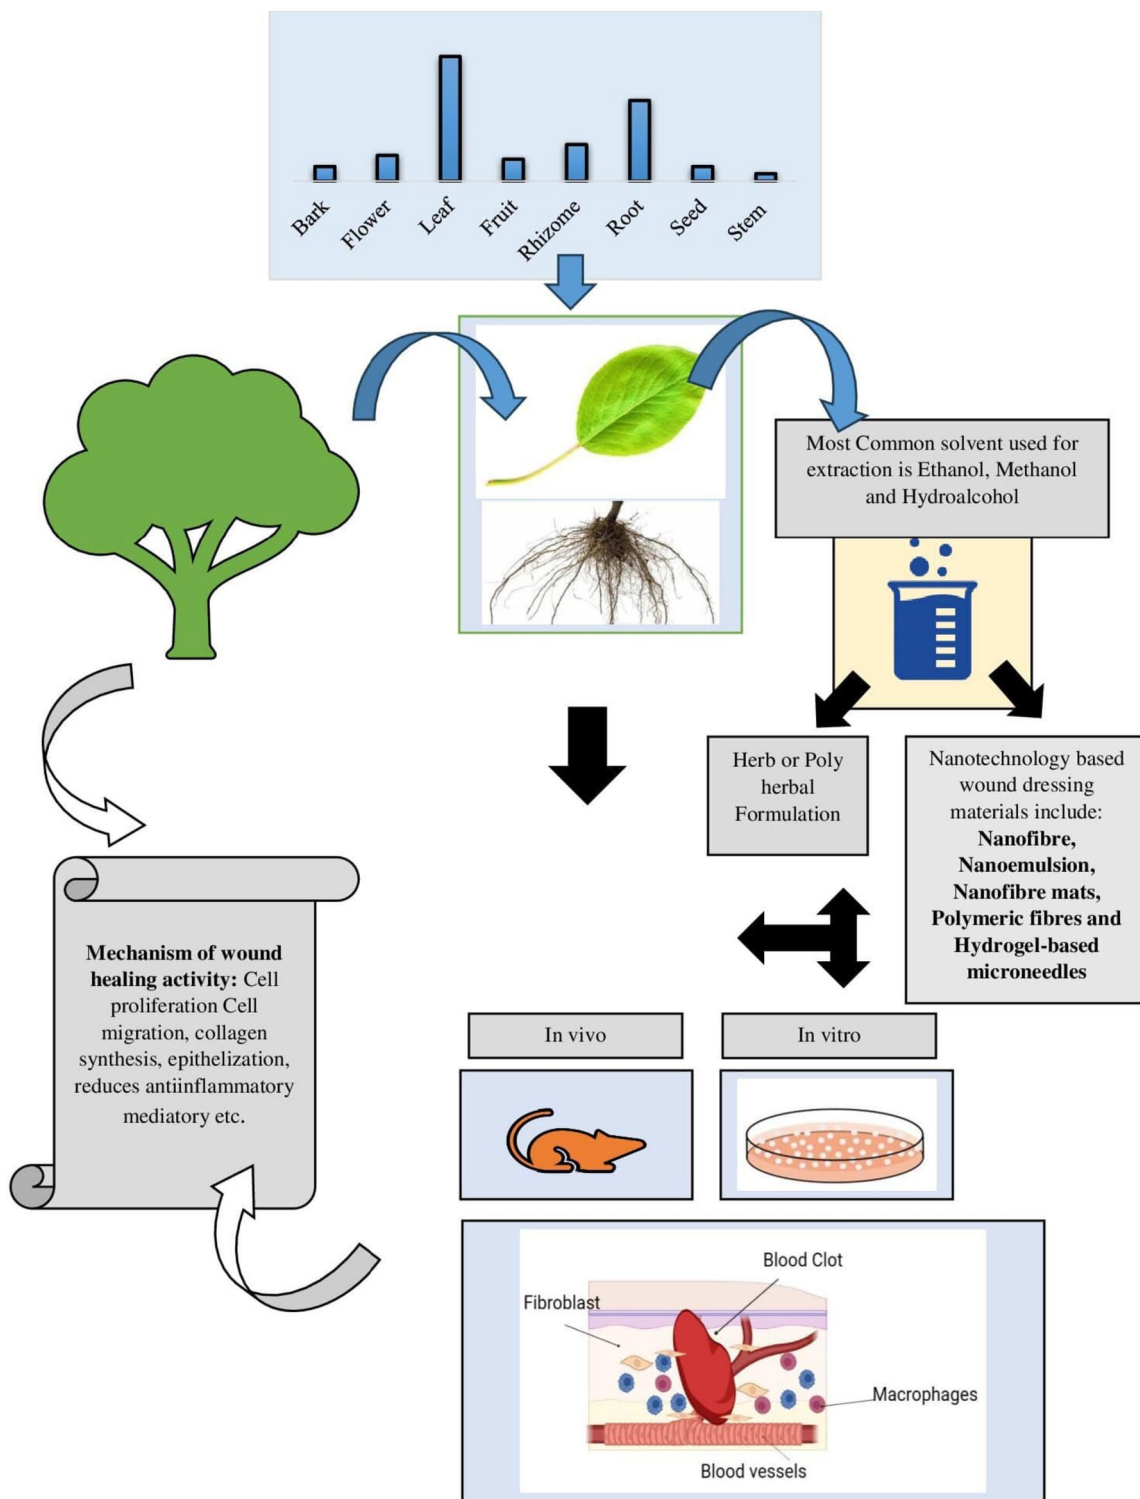 Bark
Flower
Leaf
Fruit
Rhizome
Root
Seed
Stem
Most Common solvent used for
extraction is Ethanol, Methanol
and Hydroalcohol
Herb or Poly
herbal
Formulation
Nanotechnology based
wound dressing
materials include:
Nanofibre,
Nanoemulsion,
Nanofibre mats,
Polymeric fibres and
Hydrogel-based
microneedles
Mechanism of wound
healing activity: Cell
proliferation Cell
migration, collagen
synthesis, epithelization,
reduces antiinflammatory
mediatory etc.
In vivo
In vitro
Blood Clot
Fibroblast
Macrophages
Blood vessels